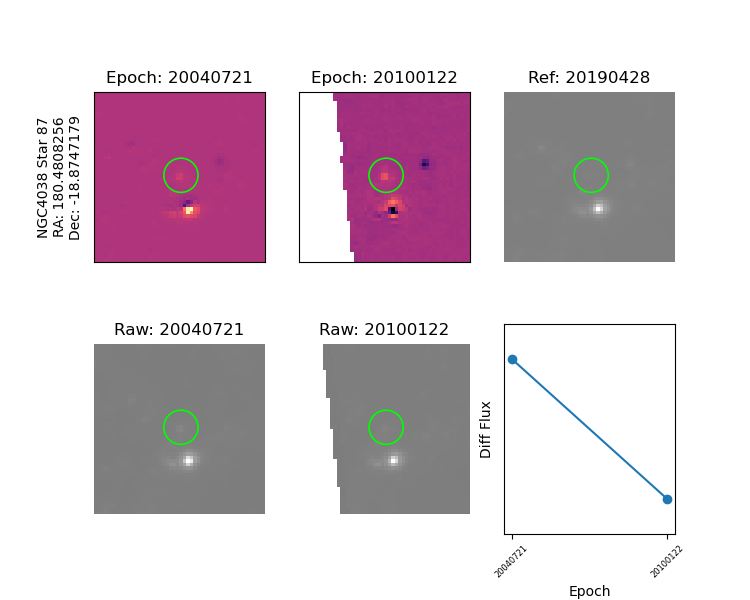 NGC4038 Star 87
RA: 180.4808256
Dec: -18.8747179
Epoch: 20040721
Epoch: 20100122
Ref: 20190428
Raw: 20040721
Raw: 20100122
Diff Flux
20040721
20100122
Epoch